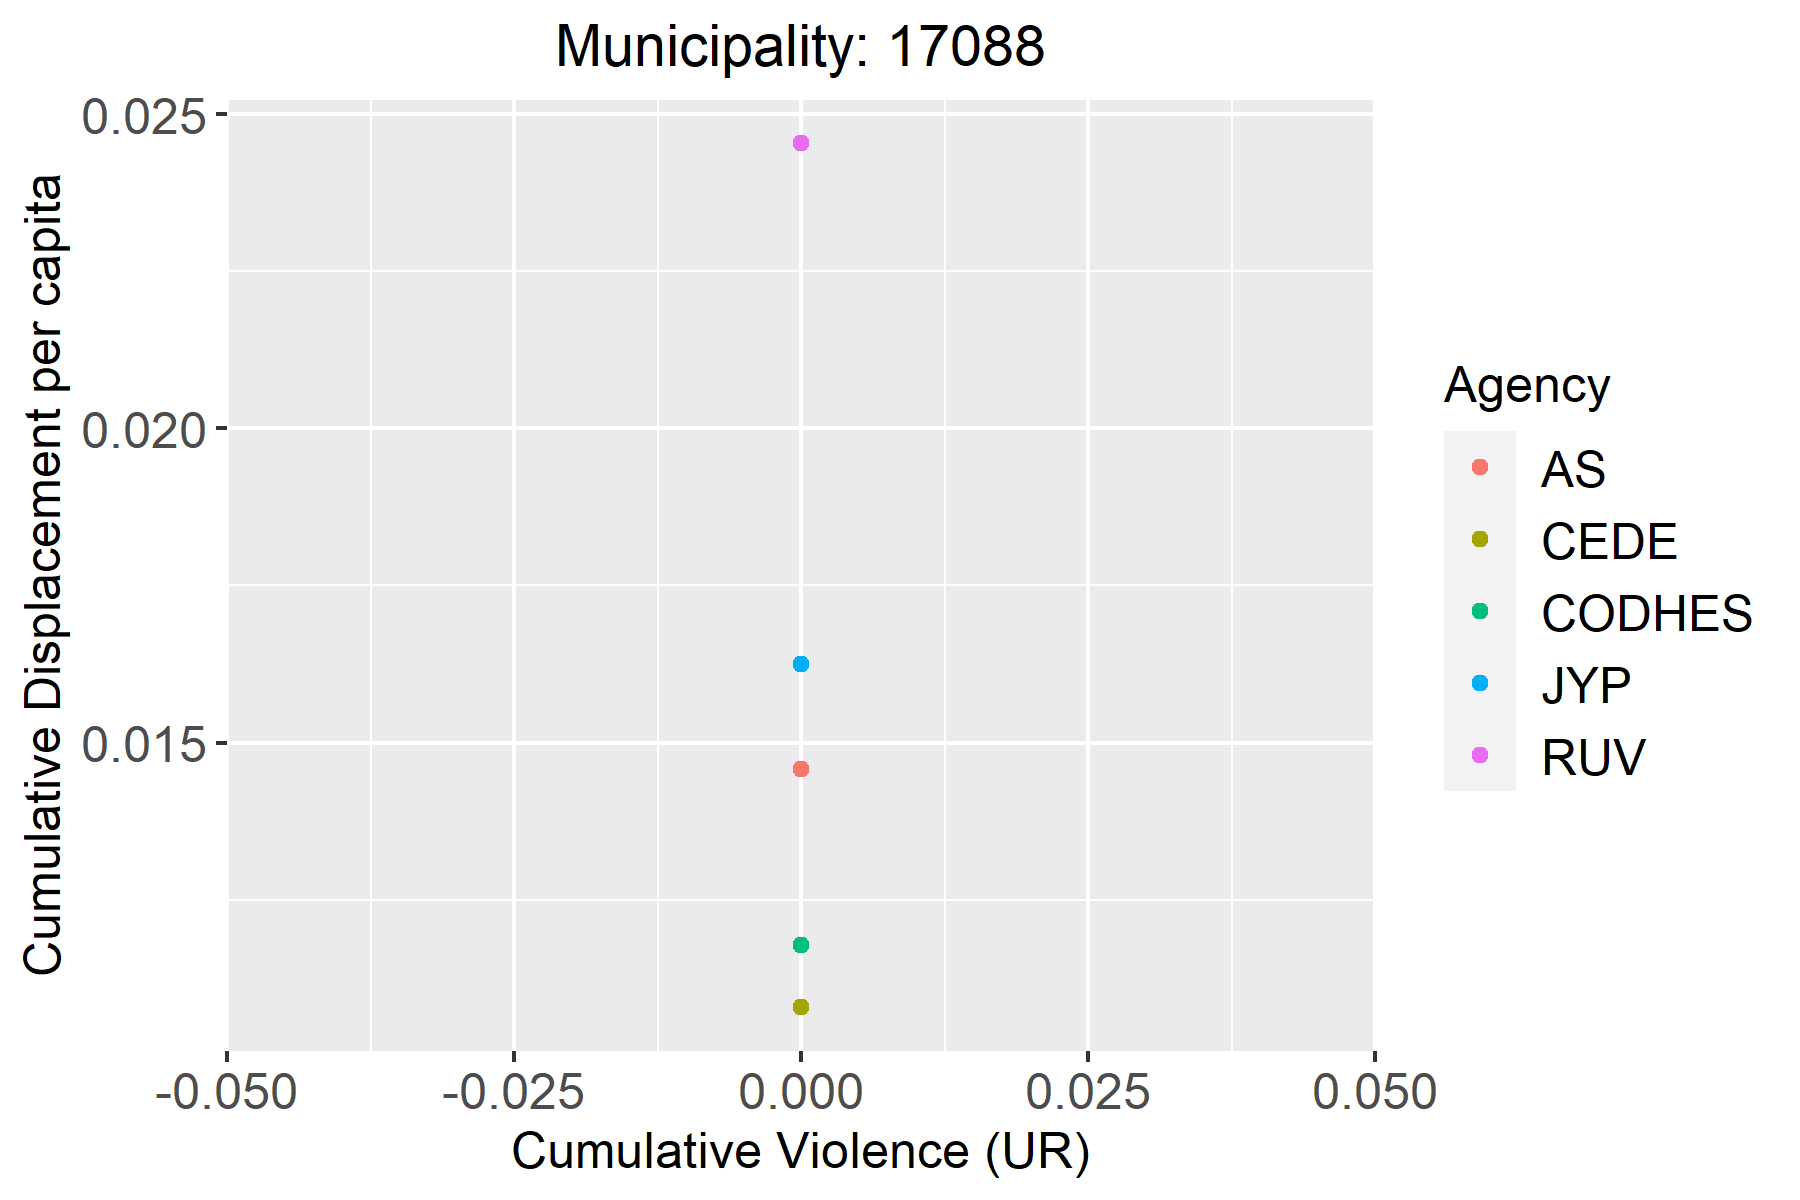 Municipality: 17088
Cumulative Displacement per capita
0.025
0.020
0.015
-0.050
-0.025
0.000
0.025
0.050
Cumulative Violence (UR)
Agency
AS
CEDE
CODHES
JYP
RUV